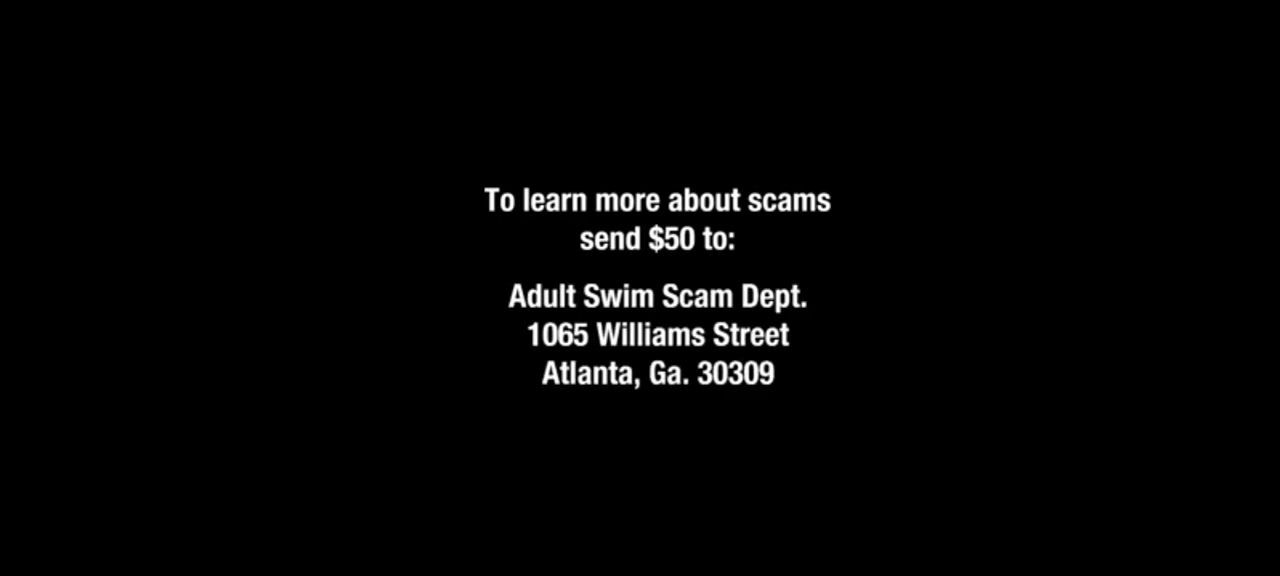 To learn more about scams
send $50 to:
Adult Swim Scam Dept.
1065 Williams Street
Atlanta, Ga. 30309